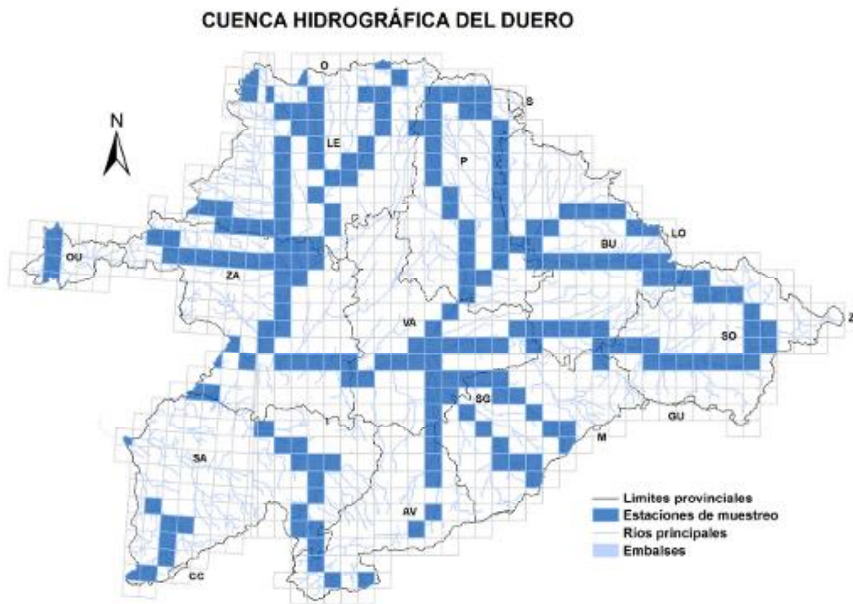 CUENCA HIDROGRÁFICA DEL DUERO
O
N
S
LE
P
LO
BU
OU
ZA
Z
VA
SO
SG
GU
M
SA
AV
CC
Límites provinciales
Estaciones de muestreo
Ríos principales
Embalses